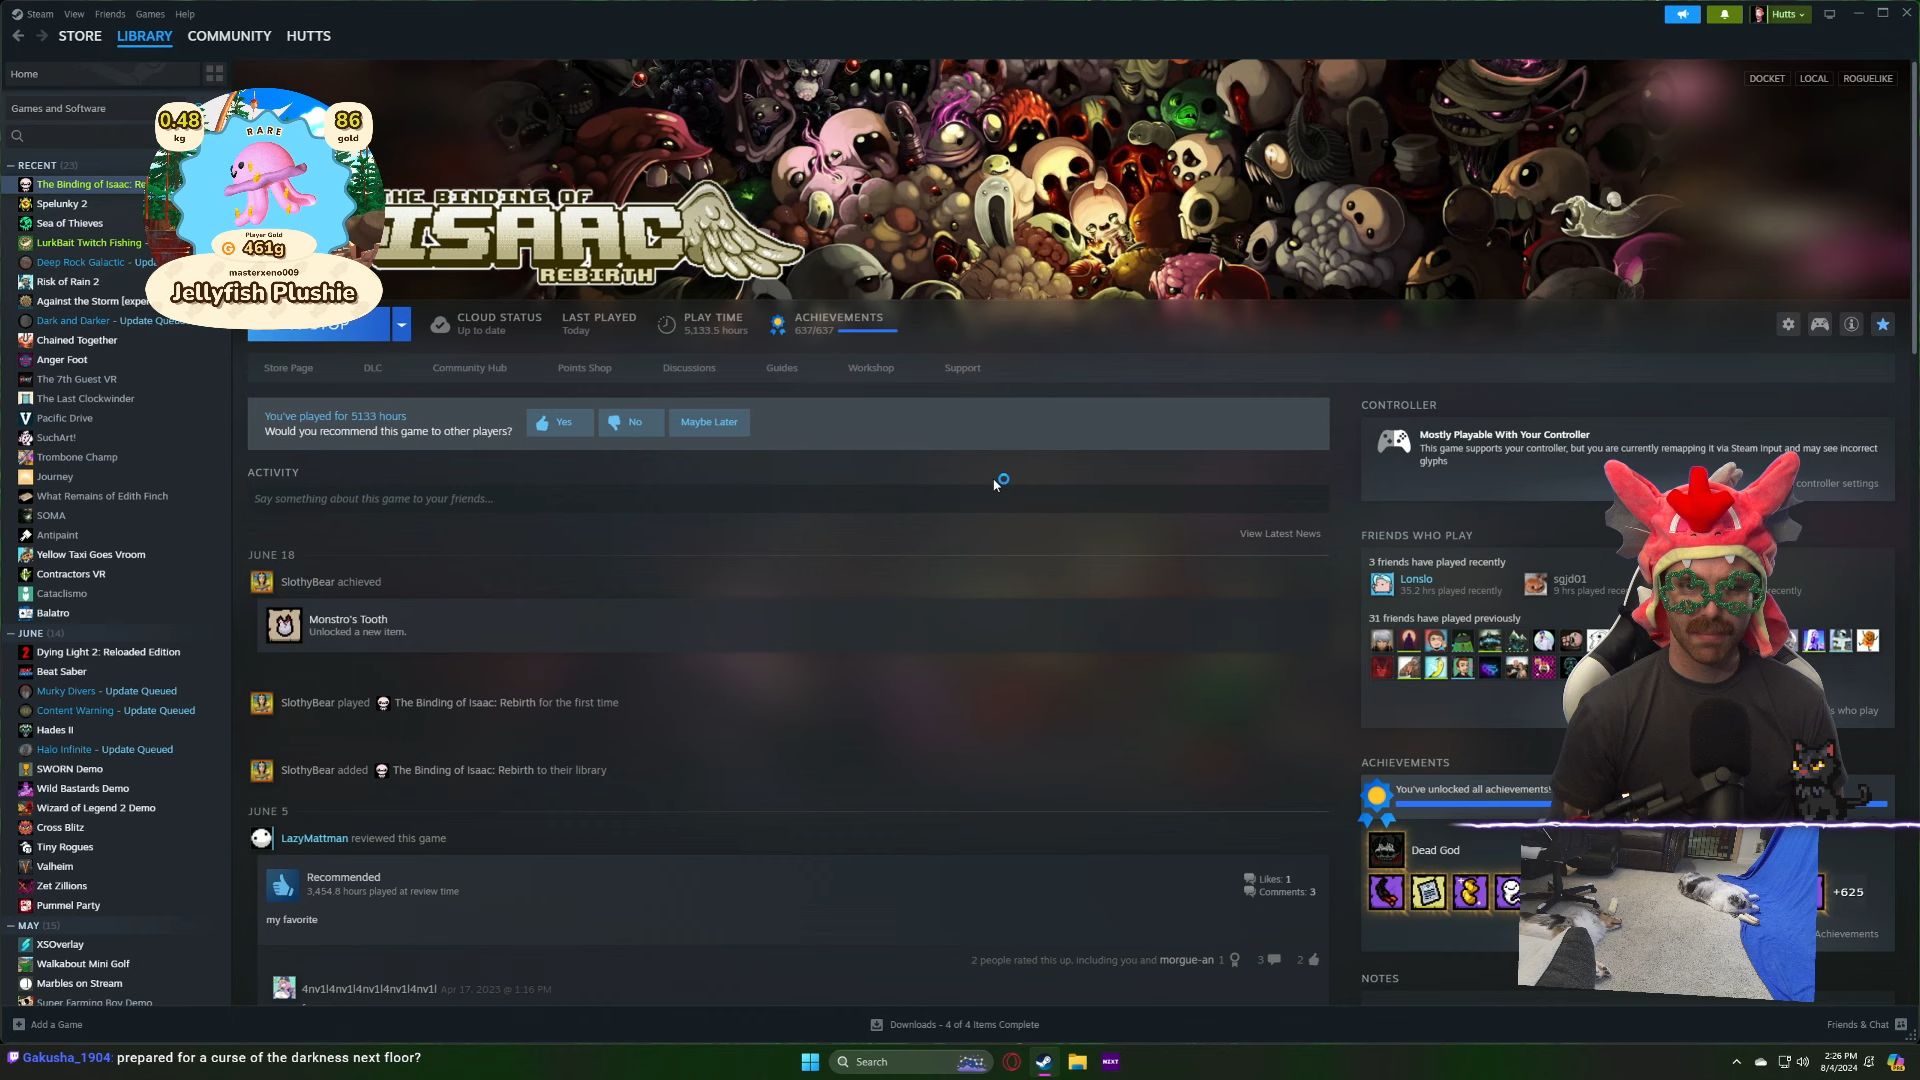 Steam View Friends Games Help
Hutts
STORE LIBRARY COMMUNITY HUTTS
Home
Games and Software
RECENT (23)
The Binding of Isaac: Re
Spelunky 2
Sea of Thieves
LurkBait Twitch Fishing -
Deep Rock Galactic - Upda
Risk of Rain 2
Against the Storm [exper
Dark and Darker - Update Queu
Chained Together
Anger Foot
The 7th Guest VR
The Last Clockwinder
Pacific Drive
SuchArt!
Trombone Champ
Journey
What Remains of Edith Finch
SOMA
Antipaint
Yellow Taxi Goes Vroom
Contractors VR
Cataclismo
Balatro
JUNE (14)
Dying Light 2: Reloaded Edition
Beat Saber
Murky Divers - Update Queued
Content Warning - Update Queued
Hades II
Halo Infinite - Update Queued
SWORN Demo
Wild Bastards Demo
Wizard of Legend 2 Demo
Cross Blitz
Tiny Rogues
Valheim
Zet Zillions
Pummel Party
MAY (15)
XSOverlay
Walkabout Mini Golf
Marbles on Stream
Super Farming Boy Demo
Add a Game
0.48
kg
RARE
86
gold
Player Gold
G 461g
masterxeno009
Jellyfish Plushie
THE BINDING OF
ISAAC
REBIRTH
DOCKET LOCAL ROGUELIKE
CLOUD STATUS
Up to date
LAST PLAYED
Today
PLAY TIME
5,133.5 hours
ACHIEVEMENTS
637/637
Store Page DLC Community Hub Points Shop Discussions Guides Workshop Support
You've played for 5133 hours
Would you recommend this game to other players?
Yes No Maybe Later
ACTIVITY
Say something about this game to your friends...
View Latest News
JUNE 18
SlothyBear achieved
Monstro's Tooth
Unlocked a new item.
SlothyBear played The Binding of Isaac: Rebirth for the first time
SlothyBear added The Binding of Isaac: Rebirth to their library
JUNE 5
LazyMattman reviewed this game
Recommended
3,454.8 hours played at review time
Likes: 1
Comments: 3
my favorite
2 people rated this up, including you and morgue-an 1 3 2
4nv1l4nv1l4nv1l4nv1l4nv1l Apr 17, 2023 @ 1:16 PM
CONTROLLER
Mostly Playable With Your Controller
This game supports your controller, but you are currently remapping it via Steam Input and may see incorrect
glyphs
controller settings
FRIENDS WHO PLAY
3 friends have played recently
Lonslo
35.2 hrs played recently
sgjd01
9 hrs played rece
recently
31 friends have played previously
s who play
ACHIEVEMENTS
You've unlocked all achievements!
Dead God
+625
Achievements
NOTES
Downloads - 4 of 4 Items Complete
Friends & Chat
Gakusha_1904: prepared for a curse of the darkness next floor?
Search
NZXT
2:26 PM
8/4/2024